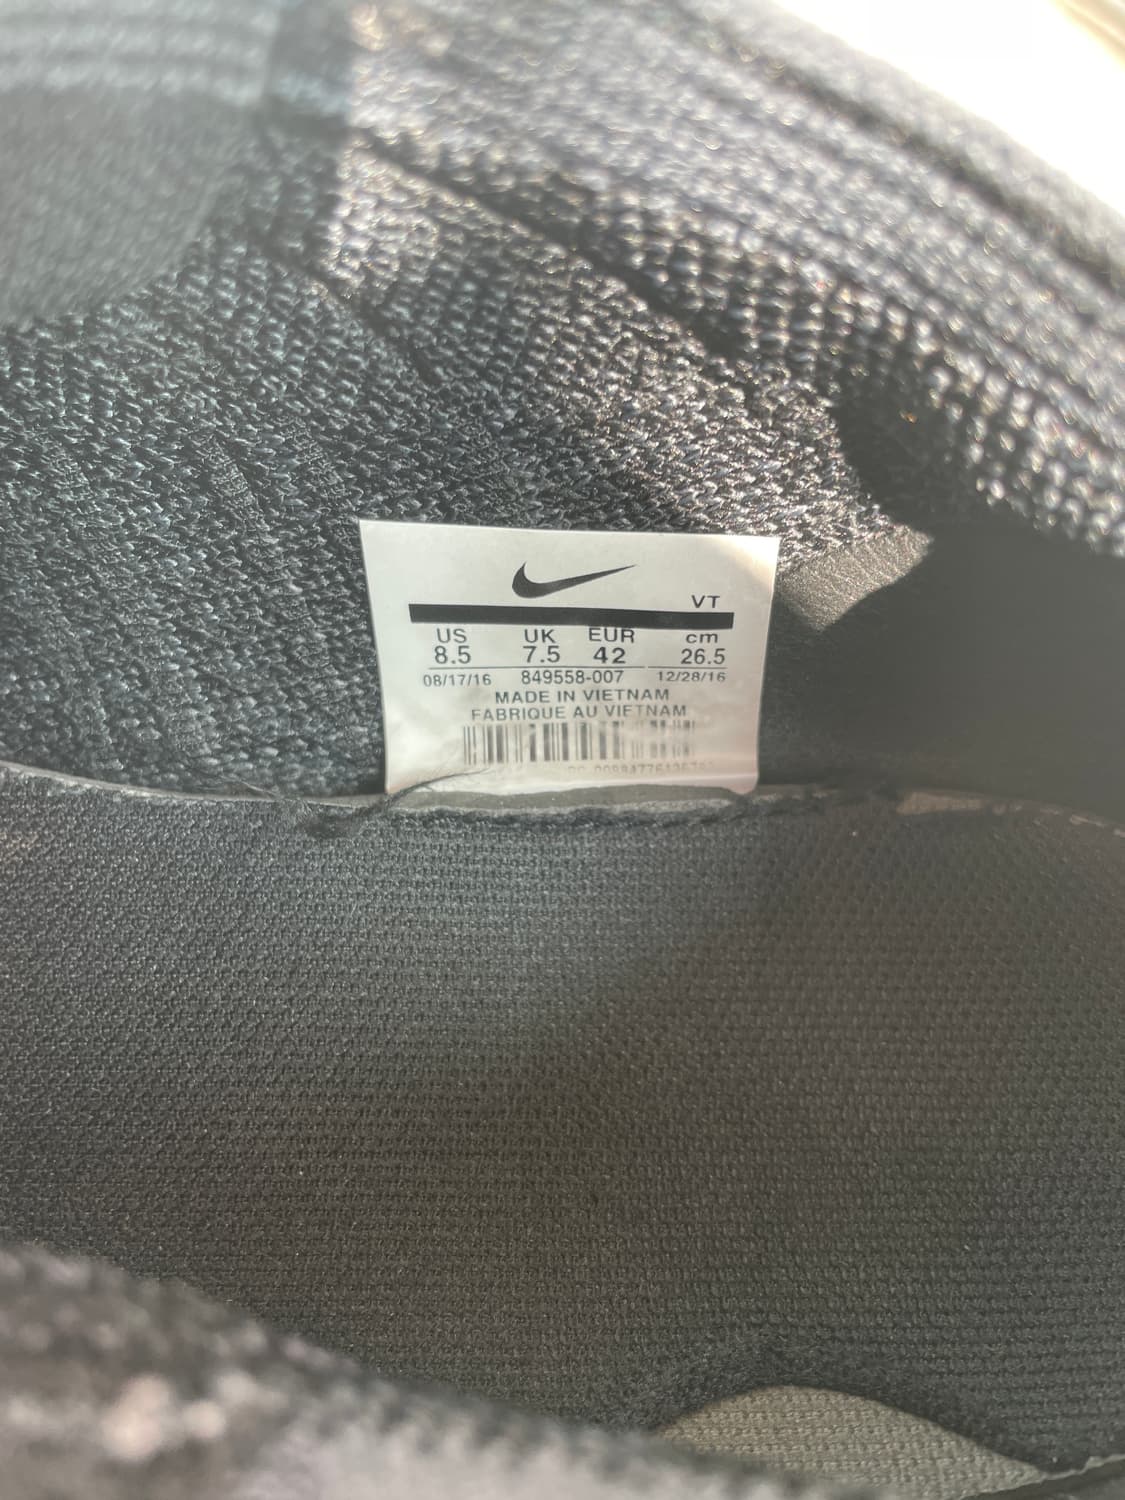 VT
US UK EUR cm
8.5 7.5 42 26.5
08/17/16 849558-007 12/28/16
MADE IN VIETNAM
FABRIQUE AU VIETNAM